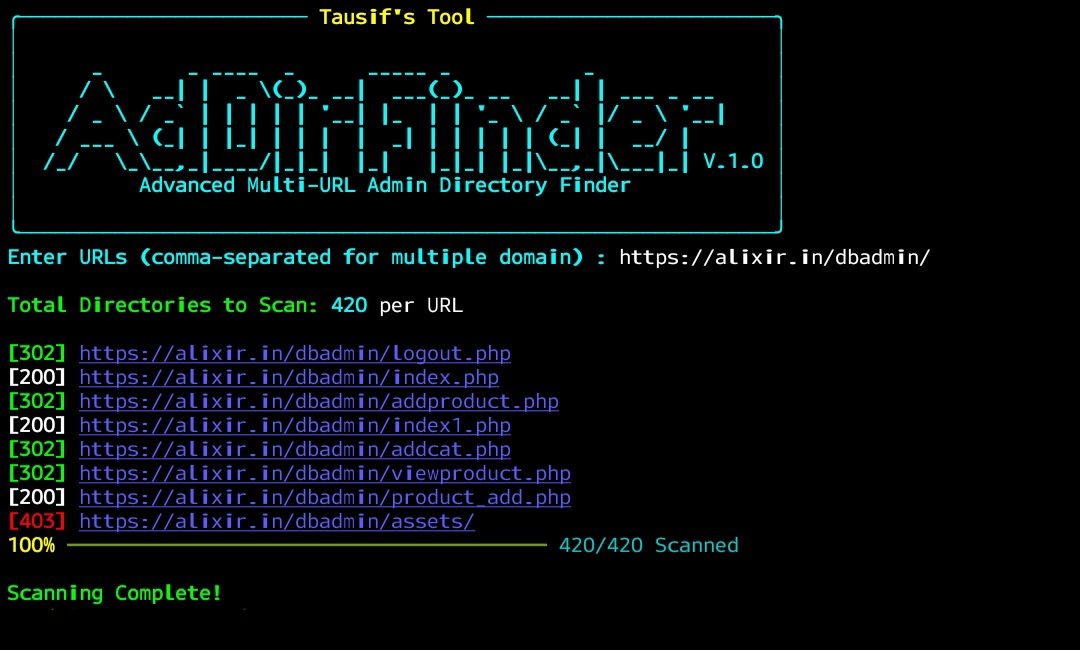 Tausif's Tool
AdDirFinder V.1.0
Advanced Multi-URL Admin Directory Finder
Enter URLs (comma-separated for multiple domain) : https://alixir.in/dbadmin/
Total Directories to Scan: 420 per URL
[302] https://alixir.in/dbadmin/logout.php
[200] https://alixir.in/dbadmin/index.php
[302] https://alixir.in/dbadmin/addproduct.php
[200] https://alixir.in/dbadmin/index1.php
[302] https://alixir.in/dbadmin/addcat.php
[302] https://alixir.in/dbadmin/viewproduct.php
[200] https://alixir.in/dbadmin/product_add.php
[403] https://alixir.in/dbadmin/assets/
100% 420/420 Scanned
Scanning Complete!